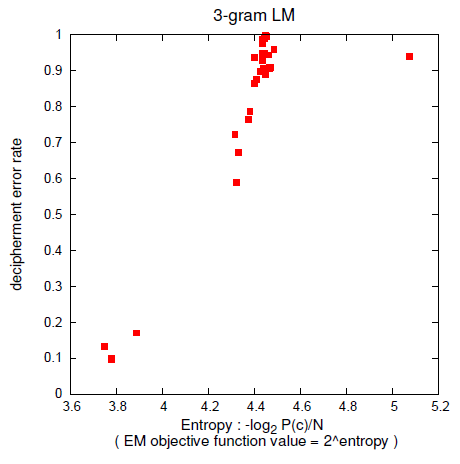 3-gram LM
1
0.9
0.8
0.7
0.6
0.5
0.4
0.3
0.2
0.1
0
decipherment error rate
3.6 3.8 4 4.2 4.4 4.6 4.8 5 5.2
Entropy : -log2 P(c)/N
( EM objective function value = 2^entropy )